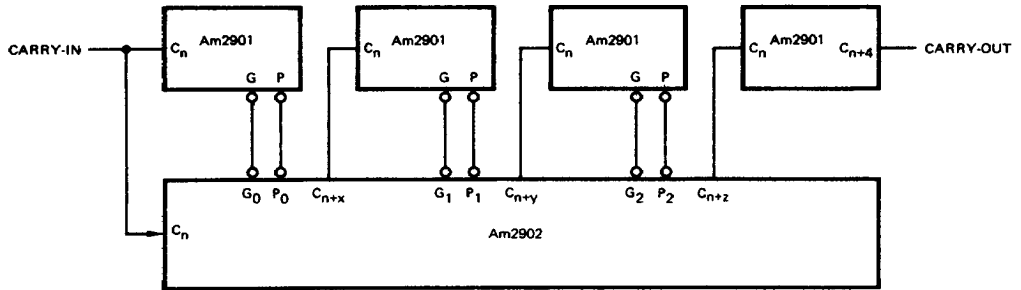 Am2901 Am2901 Am2901 Am2901
CARRY-IN Cn Cn Cn Cn Cn+4 CARRY-OUT
G P G P G P
G0 P0 Cn+x G1 P1 Cn+y G2 P2 Cn+z
Cn Am2902